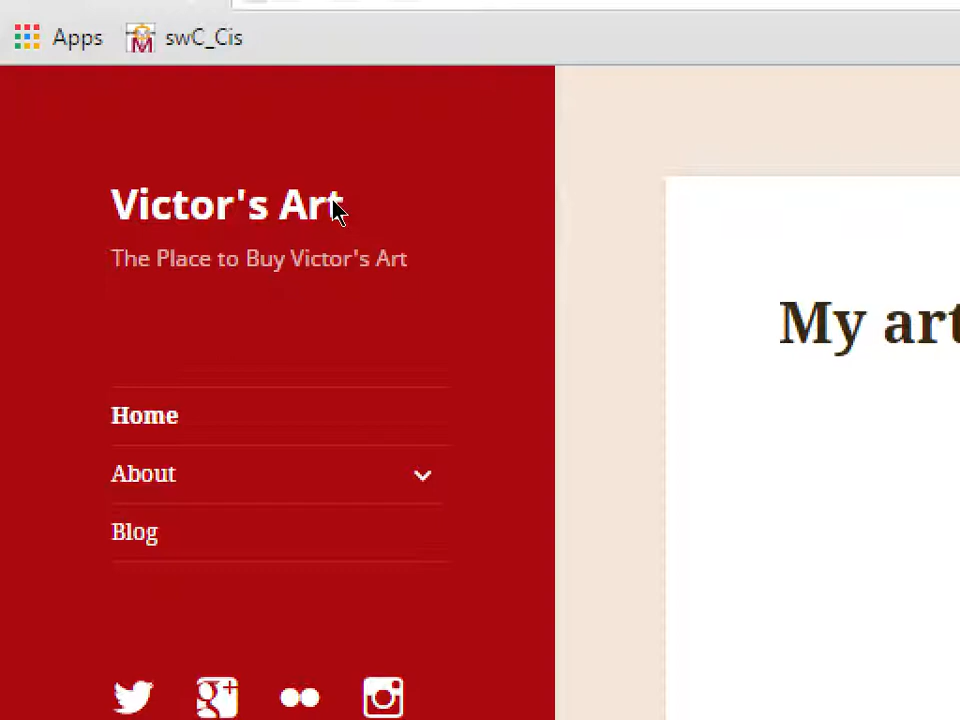 Apps swC_Cis
Victor's Art
The Place to Buy Victor's Art
My art
Home
About
Blog